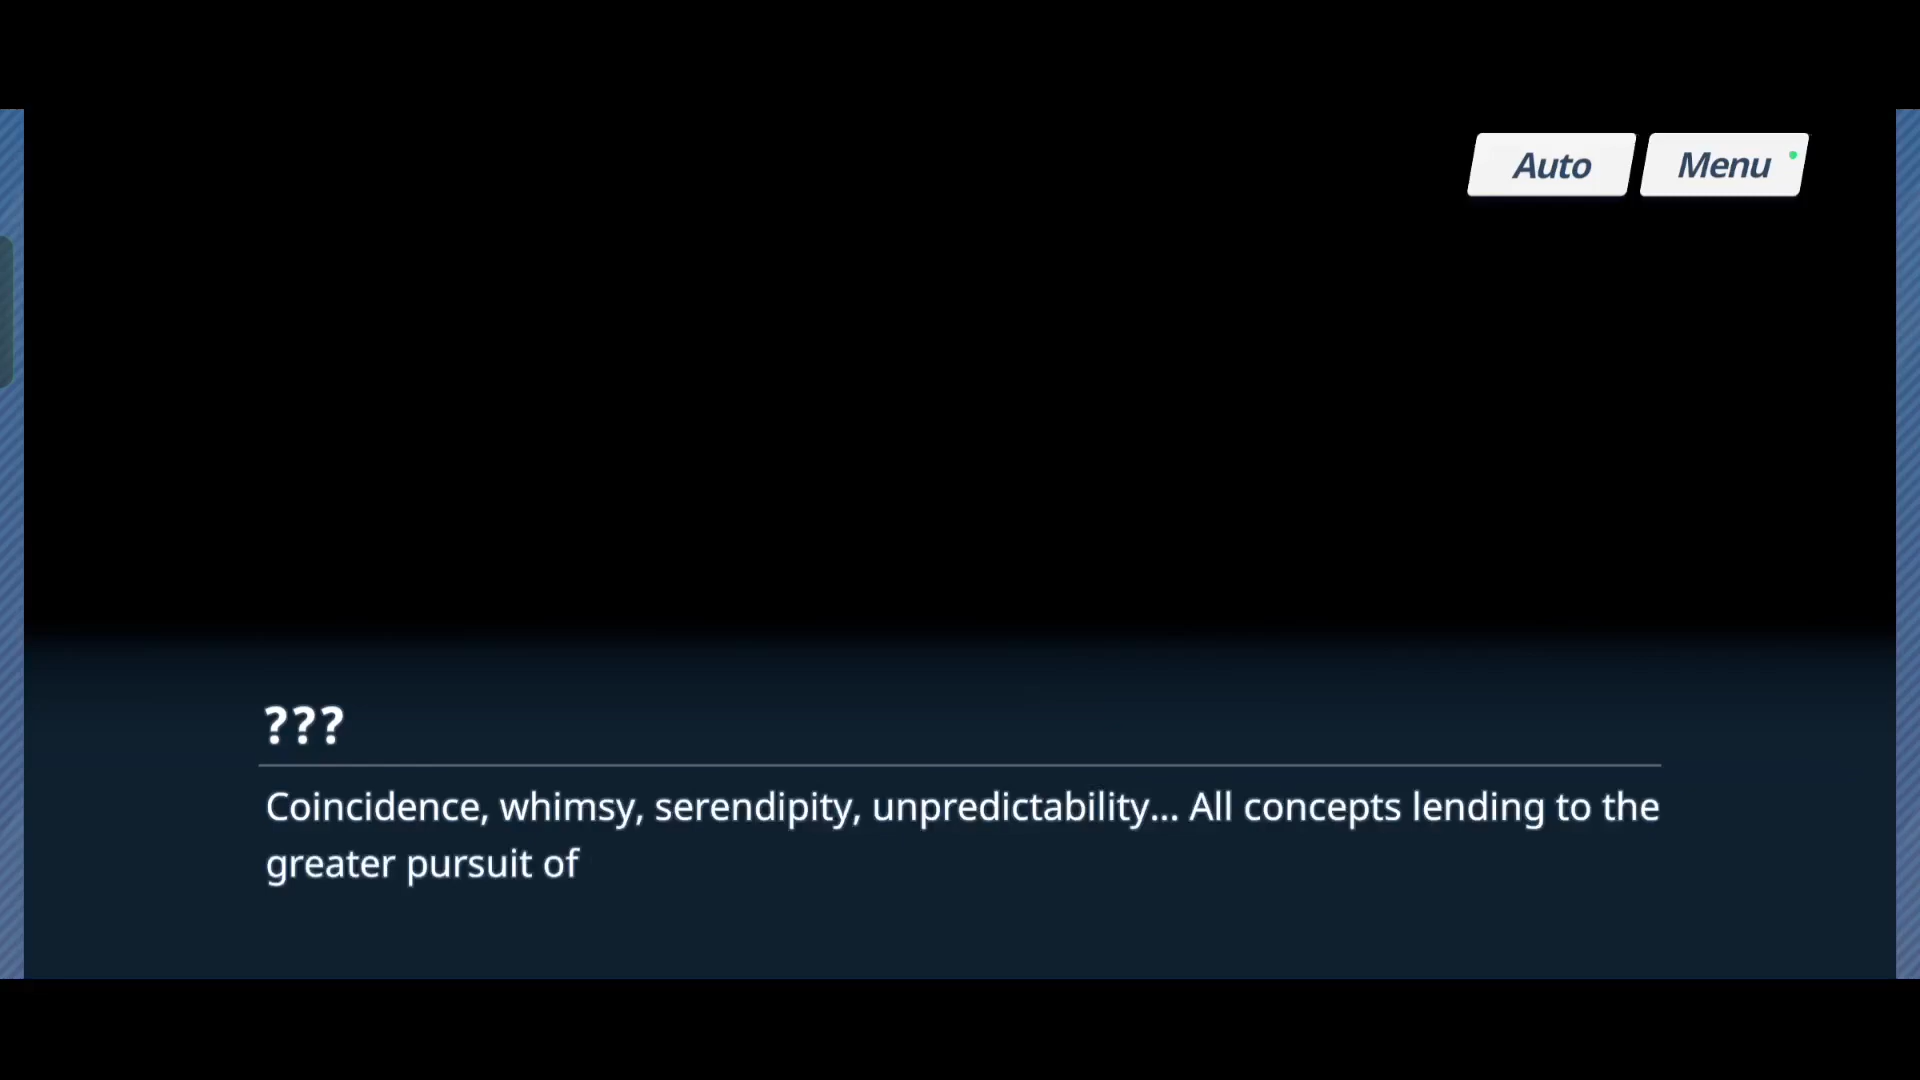 Auto
Menu
???
Coincidence, whimsy, serendipity, unpredictability... All concepts lending to the
greater pursuit of